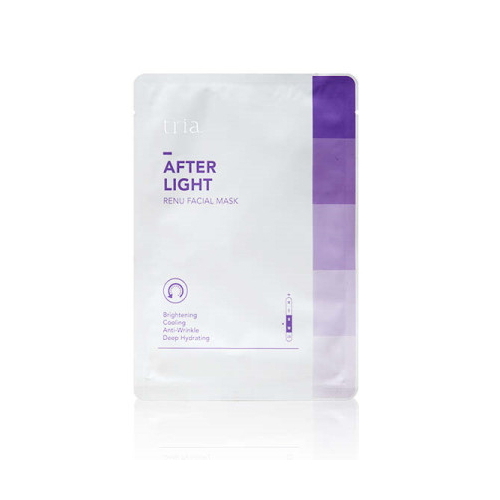 tria
AFTER
LIGHT
RENU FACIAL MASK
Brightening
Cooling
Anti-Wrinkle
Deep Hydrating